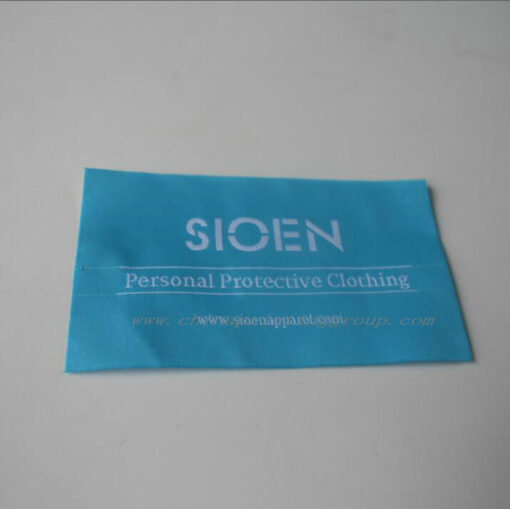 SIOEN
Personal Protective Clothing
www.sioenapparel.com